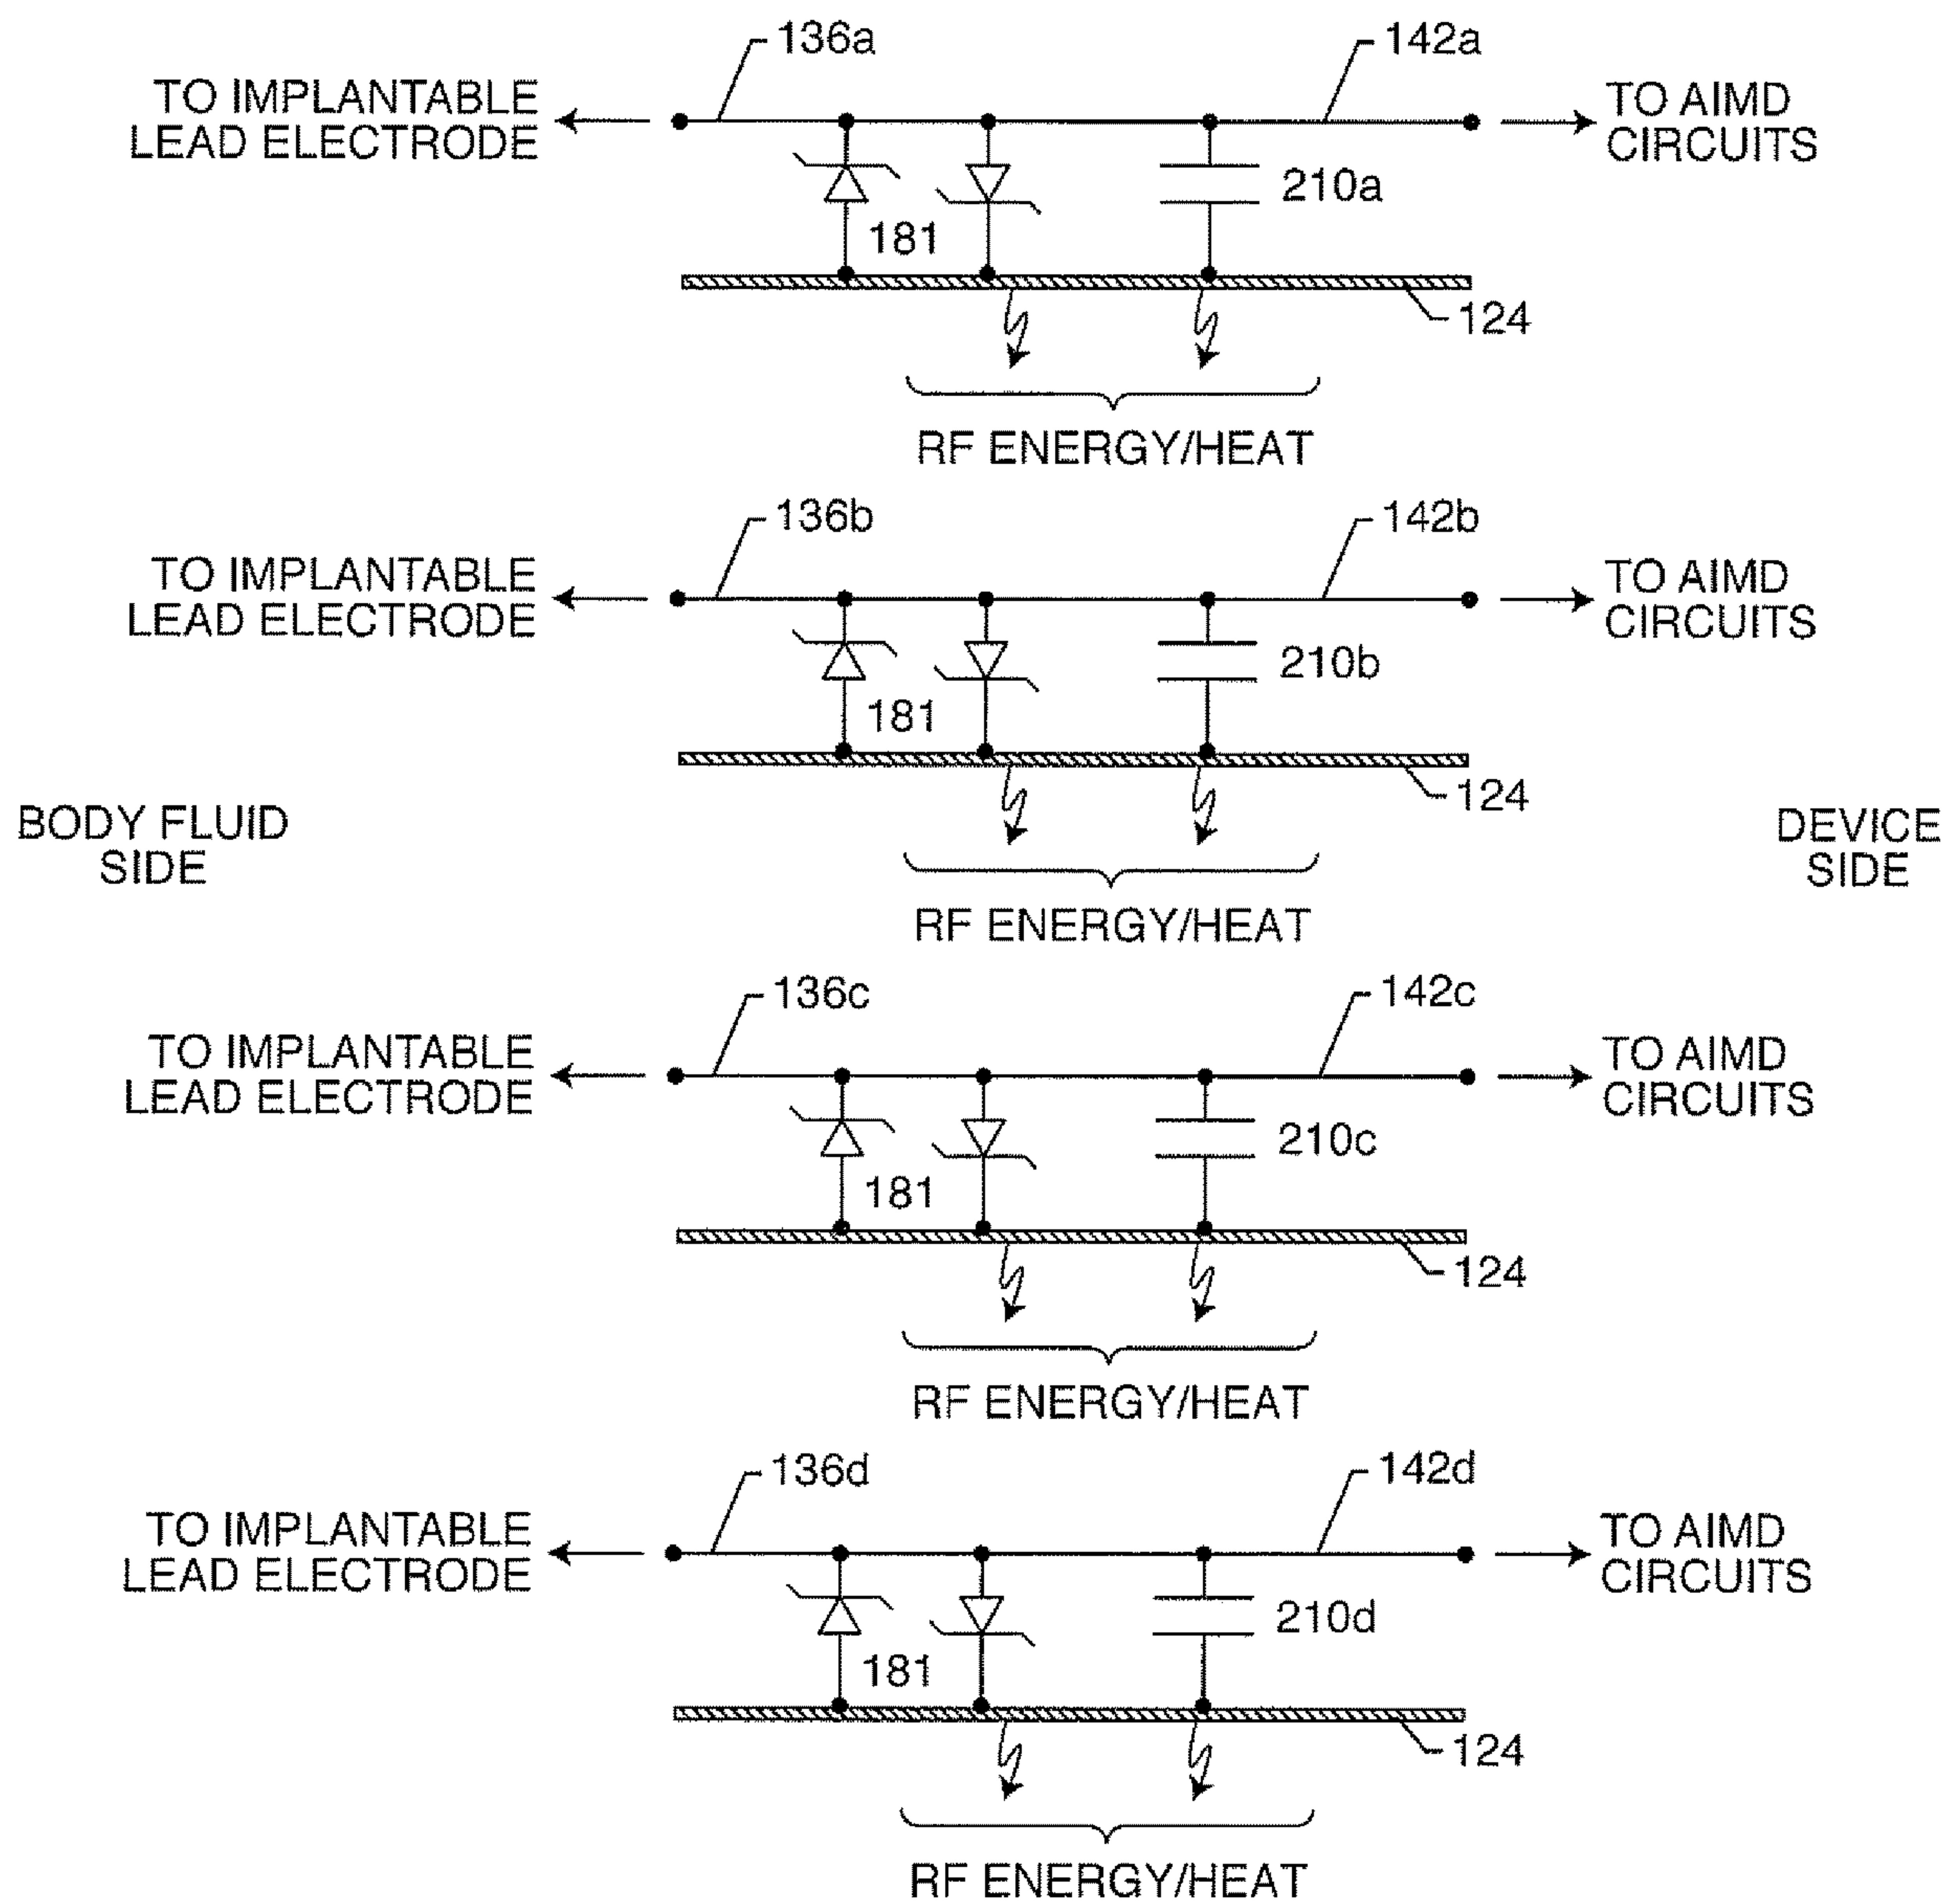 136a
142a
TO IMPLANTABLE
LEAD ELECTRODE
TO AIMD
CIRCUITS
210a
181
124
RF ENERGY/HEAT
136b
142b
TO IMPLANTABLE
LEAD ELECTRODE
TO AIMD
CIRCUITS
210b
181
124
BODY FLUID
SIDE
DEVICE
SIDE
RF ENERGY/HEAT
136c
142c
TO IMPLANTABLE
LEAD ELECTRODE
TO AIMD
CIRCUITS
210c
181
124
RF ENERGY/HEAT
136d
142d
TO IMPLANTABLE
LEAD ELECTRODE
TO AIMD
CIRCUITS
210d
181
124
RF ENERGY/HEAT